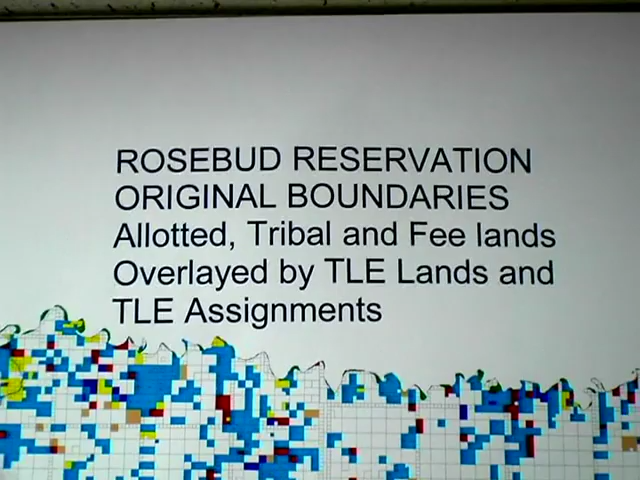 ROSEBUD RESERVATION
ORIGINAL BOUNDARIES
Allotted, Tribal and Fee lands
Overlayed by TLE Lands and
TLE Assignments